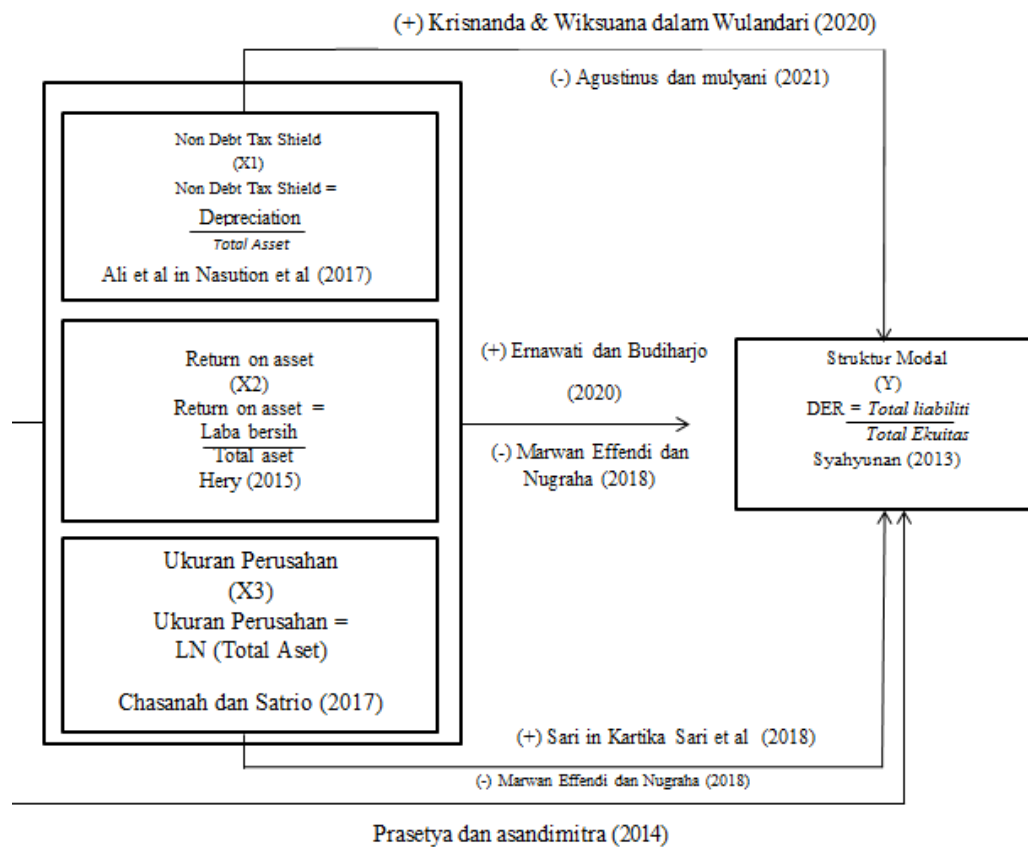 (+) Krisnanda & Wiksuana dalam Wulandari (2020)
(-) Agustinus dan mulyani (2021)
Non Debt Tax Shield
(X1)
Non Debt Tax Shield =
Depreciation
Total Asset
Ali et al in Nasution et al (2017)
Return on asset
(X2)
Return on asset =
Laba bersih
Total aset
Hery (2015)
Ukuran Perusahan
(X3)
Ukuran Perusahan =
LN (Total Aset)
Chasanah dan Satrio (2017)
(+) Ernawati dan Budiharjo
(2020)
(-) Marwan Effendi dan
Nugraha (2018)
Struktur Modal
(Y)
DER = Total liabiliti
Total Ekuitas
Syahyunan (2013)
(+) Sari in Kartika Sari et al (2018)
(-) Marwan Effendi dan Nugraha (2018)
Prasetya dan asandimitra (2014)